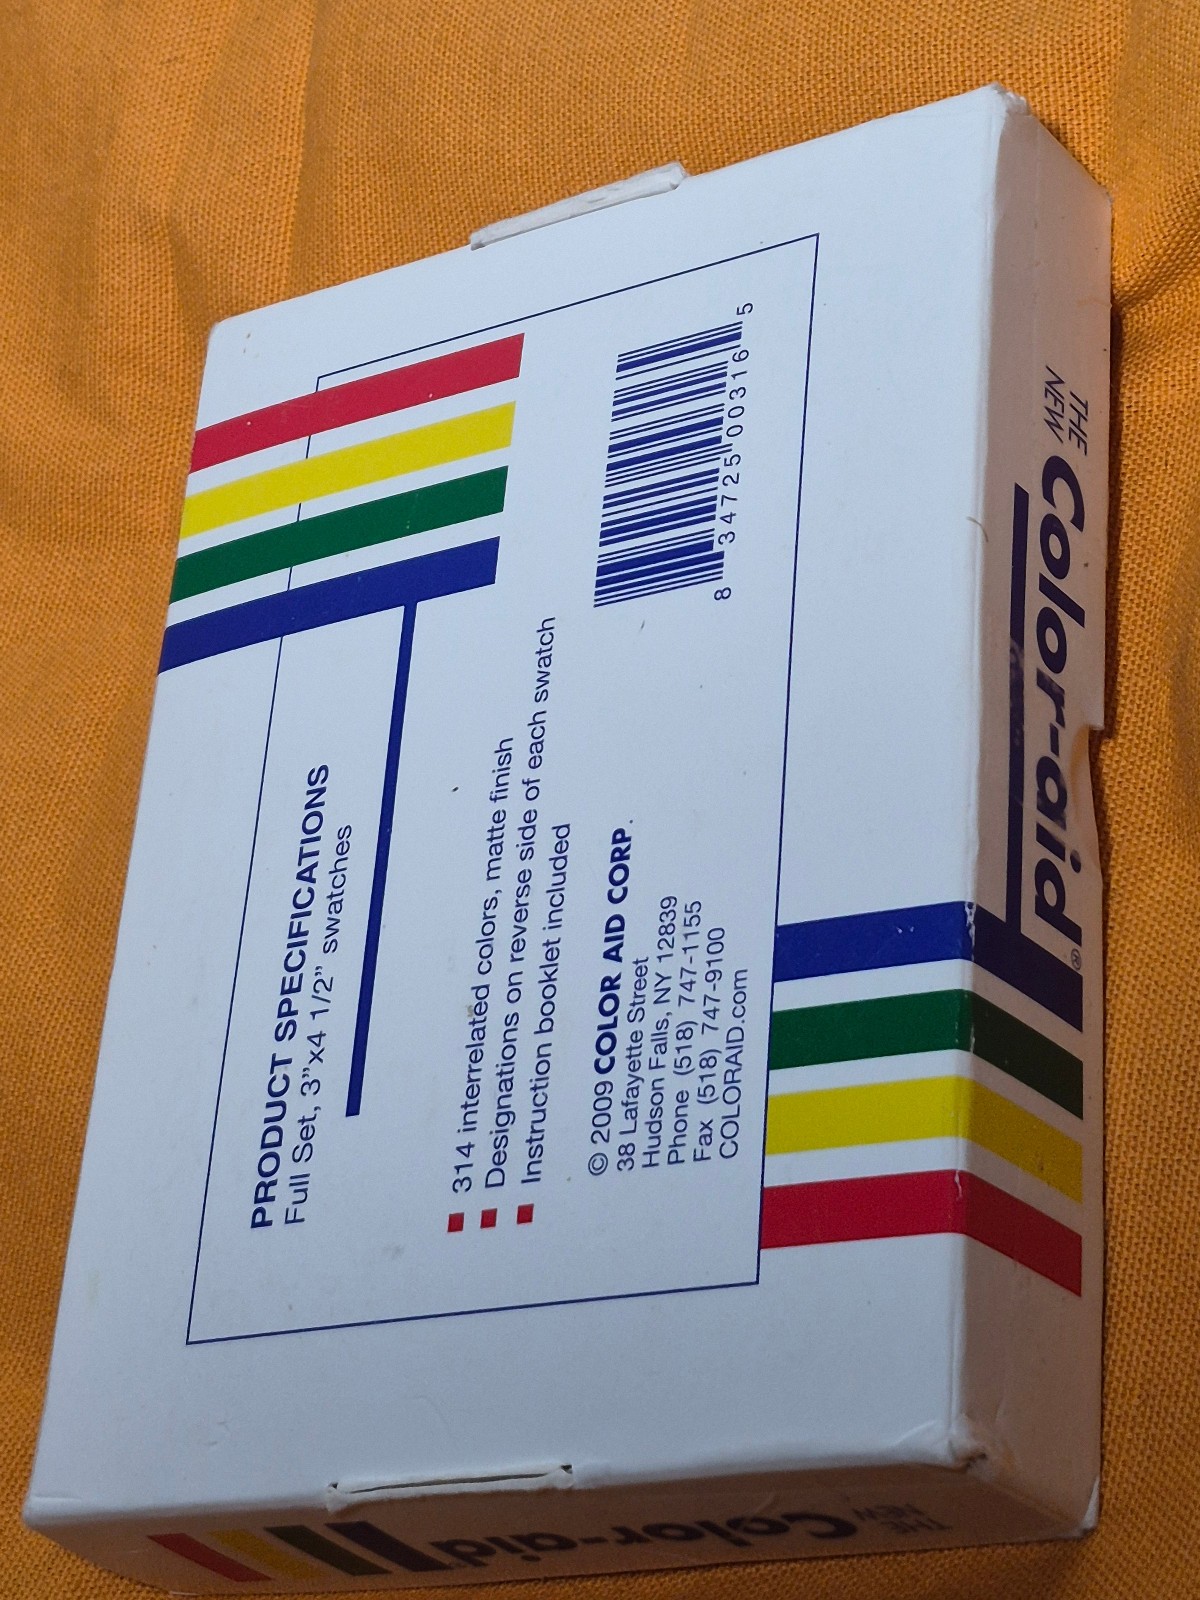 PRODUCT SPECIFICATIONS
Full Set, 3”x4 1/2” swatches
314 interrelated colors, matte finish
Designations on reverse side of each swatch
Instruction booklet included
© 2009 COLOR AID CORP.
38 Lafayette Street
Hudson Falls, NY 12839
Phone (518) 747-1155
Fax (518) 747-9100
COLORAID.com
8 34725 00316 5
THE
NEW
Color-aid®
THE
NEW
Color-aid